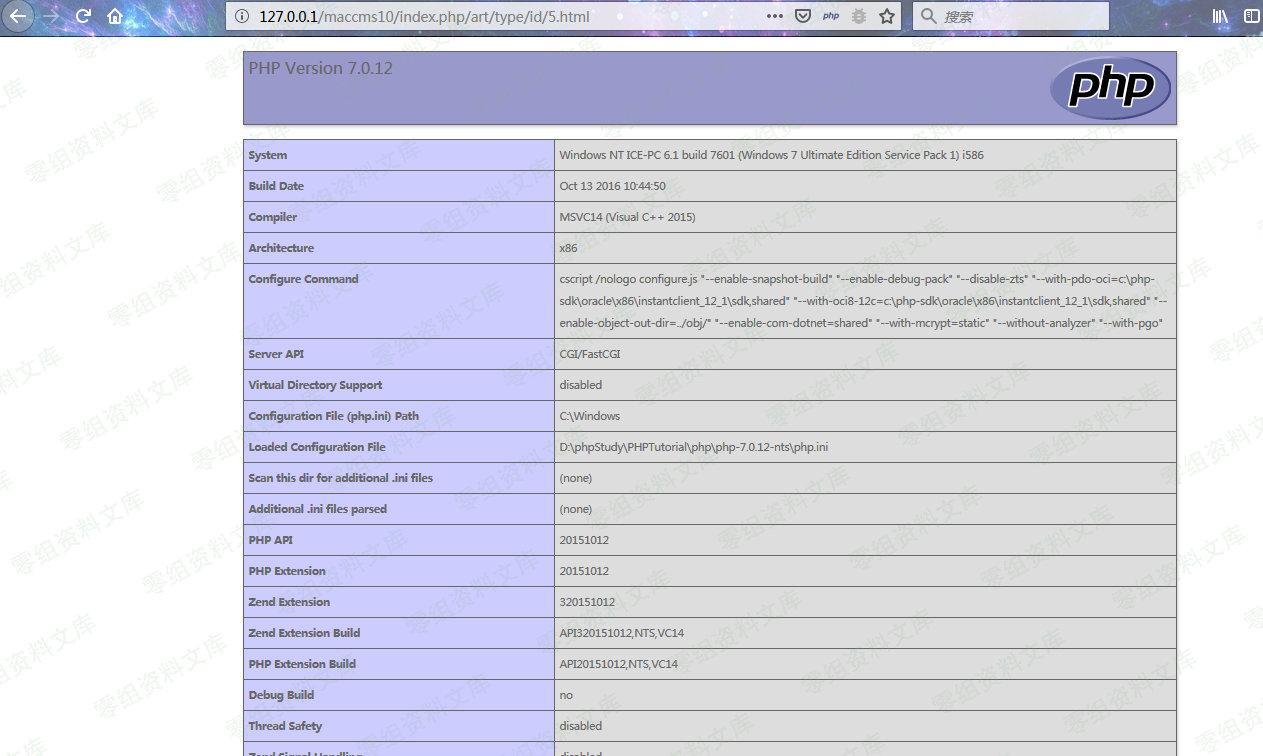 127.0.0.1/maccms10/index.php/art/type/id/5.html
php
搜索
PHP Version 7.0.12
php
System Windows NT ICE-PC 6.1 build 7601 (Windows 7 Ultimate Edition Service Pack 1) i586
Build Date Oct 13 2016 10:44:50
Compiler MSVC14 (Visual C++ 2015)
Architecture x86
Configure Command cscript /nologo configure.js "--enable-snapshot-build" "--enable-debug-pack" "--disable-zts" "--with-pdo-oci=c:\php-
sdk\oracle\x86\instantclient_12_1\sdk,shared" "--with-oci8-12c=c:\php-sdk\oracle\x86\instantclient_12_1\sdk,shared" "--
enable-object-out-dir=../obj/" "--enable-com-dotnet=shared" "--with-mcrypt=static" "--without-analyzer" "--with-pgo"
Server API CGI/FastCGI
Virtual Directory Support disabled
Configuration File (php.ini) Path C:\Windows
Loaded Configuration File D:\phpStudy\PHPTutorial\php\php-7.0.12-nts\php.ini
Scan this dir for additional .ini files (none)
Additional .ini files parsed (none)
PHP API 20151012
PHP Extension 20151012
Zend Extension 320151012
Zend Extension Build API320151012,NTS,VC14
PHP Extension Build API20151012,NTS,VC14
Debug Build no
Thread Safety disabled
Zend Signal Handling disabled
零组资料文库